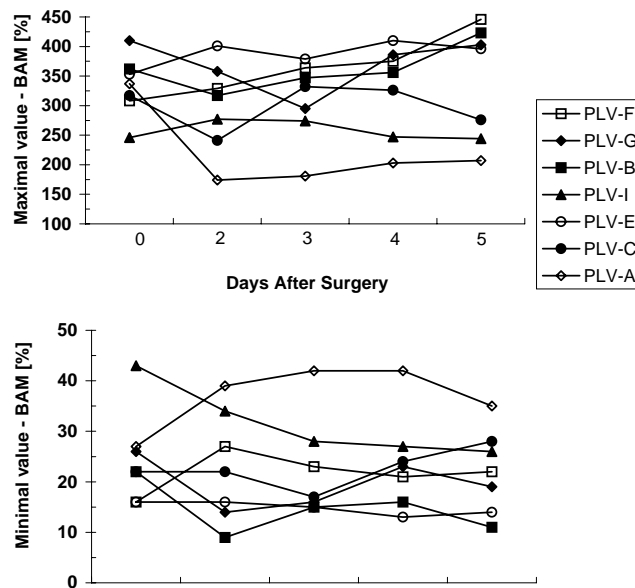 Maximal value - BAM [%]
450
400
350
300
250
200
150
100
0 2 3 4 5
Days After Surgery
PLV-F
PLV-G
PLV-B
PLV-I
PLV-E
PLV-C
PLV-A
Minimal value - BAM [%]
50
40
30
20
10
0